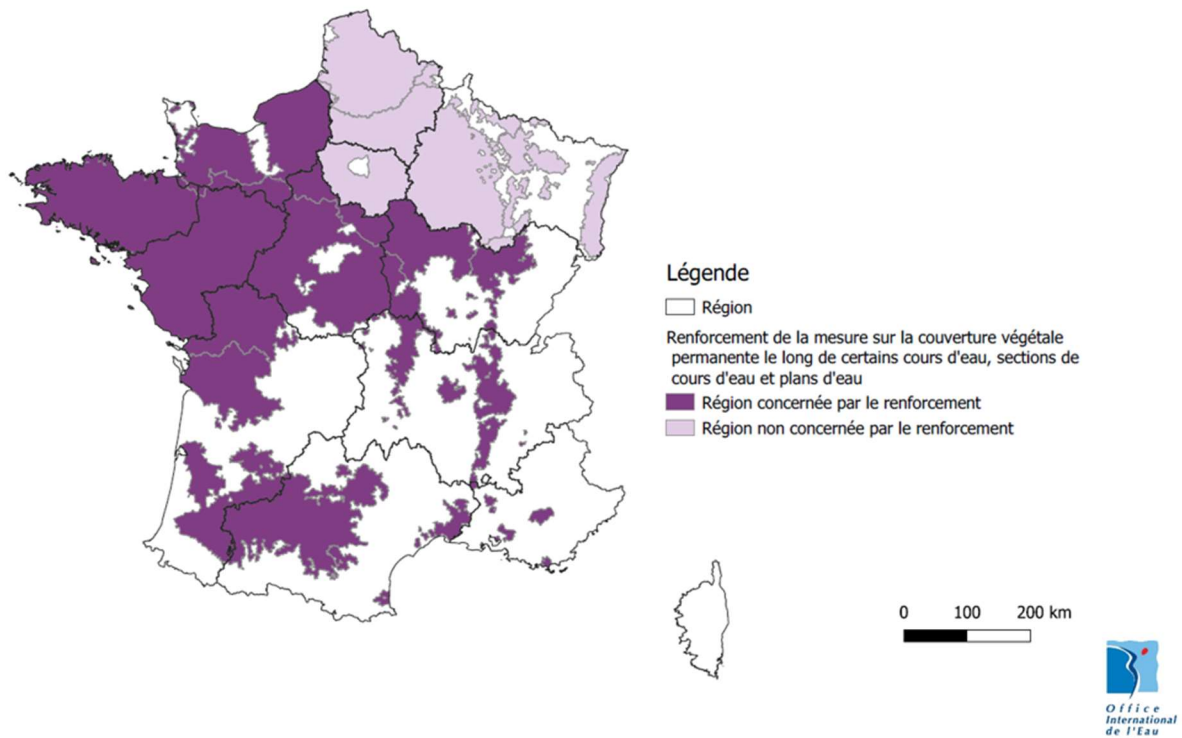 Légende
Région
Renforcement de la mesure sur la couverture végétale
permanente le long de certains cours d'eau, sections de
cours d'eau et plans d'eau
Région concernée par le renforcement
Région non concernée par le renforcement
0 100 200 km
Office
International
de l'Eau